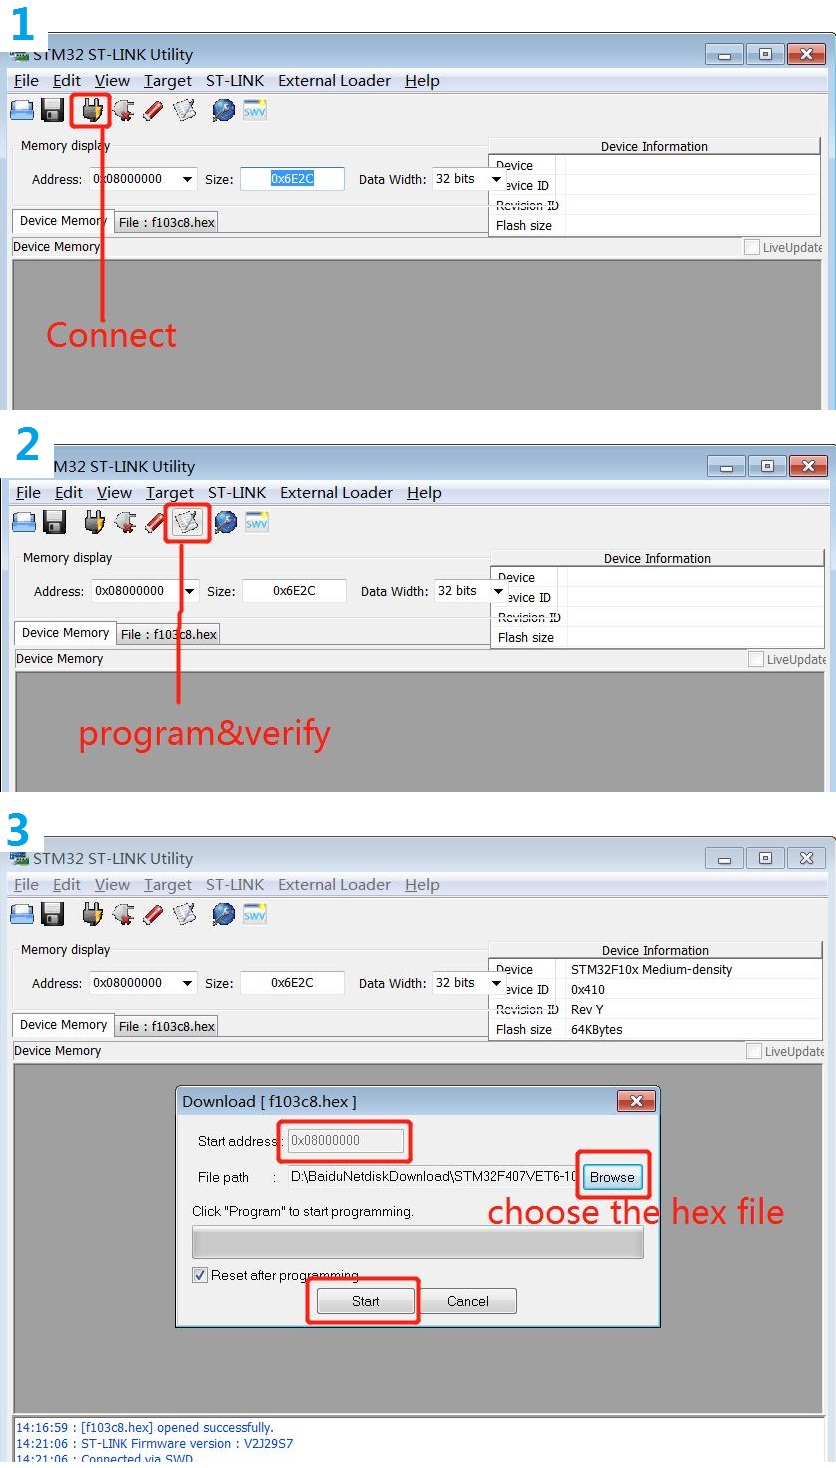 1
STM32 ST-LINK Utility
File Edit View Target ST-LINK External Loader Help
SWV
Memory display
Device Information
Address: 0x08000000 Size: 0x6E2C Data Width: 32 bits
Device
evice ID
Revision ID
Flash size
Device Memory File : f103c8.hex
Device Memory
LiveUpdate
Connect
2
M32 ST-LINK Utility
File Edit View Target ST-LINK External Loader Help
SWV
Memory display
Device Information
Address: 0x08000000 Size: 0x6E2C Data Width: 32 bits
Device
evice ID
Revision ID
Flash size
Device Memory File : f103c8.hex
Device Memory
LiveUpdate
program&verify
3
STM32 ST-LINK Utility
File Edit View Target ST-LINK External Loader Help
SWV
Memory display
Device Information
Address: 0x08000000 Size: 0x6E2C Data Width: 32 bits
Device STM32F10x Medium-density
evice ID 0x410
Revision ID Rev Y
Flash size 64KBytes
Device Memory File : f103c8.hex
Device Memory
LiveUpdate
Download [ f103c8.hex ]
Start address : 0x08000000
File path : D:\BaiduNetdiskDownload\STM32F407VET6-10 Browse
choose the hex file
Click "Program" to start programming.
Reset after programming
Start Cancel
14:16:59 : [f103c8.hex] opened successfully.
14:21:06 : ST-LINK Firmware version : V2J29S7
14:21:06 : Connected via SWD.